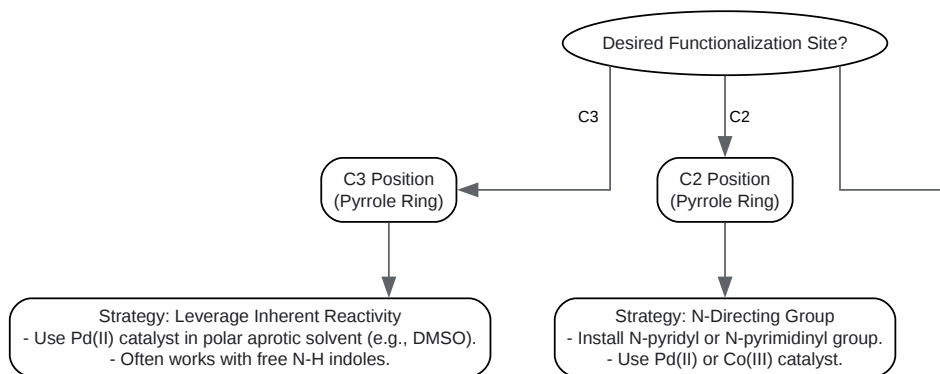 Desired Functionalization Site?
C3
C2
C3 Position
(Pyrrole Ring)
C2 Position
(Pyrrole Ring)
Strategy: Leverage Inherent Reactivity
- Use Pd(II) catalyst in polar aprotic solvent (e.g., DMSO).
- Often works with free N-H indoles.
Strategy: N-Directing Group
- Install N-pyridyl or N-pyrimidinyl group.
- Use Pd(II) or Co(III) catalyst.